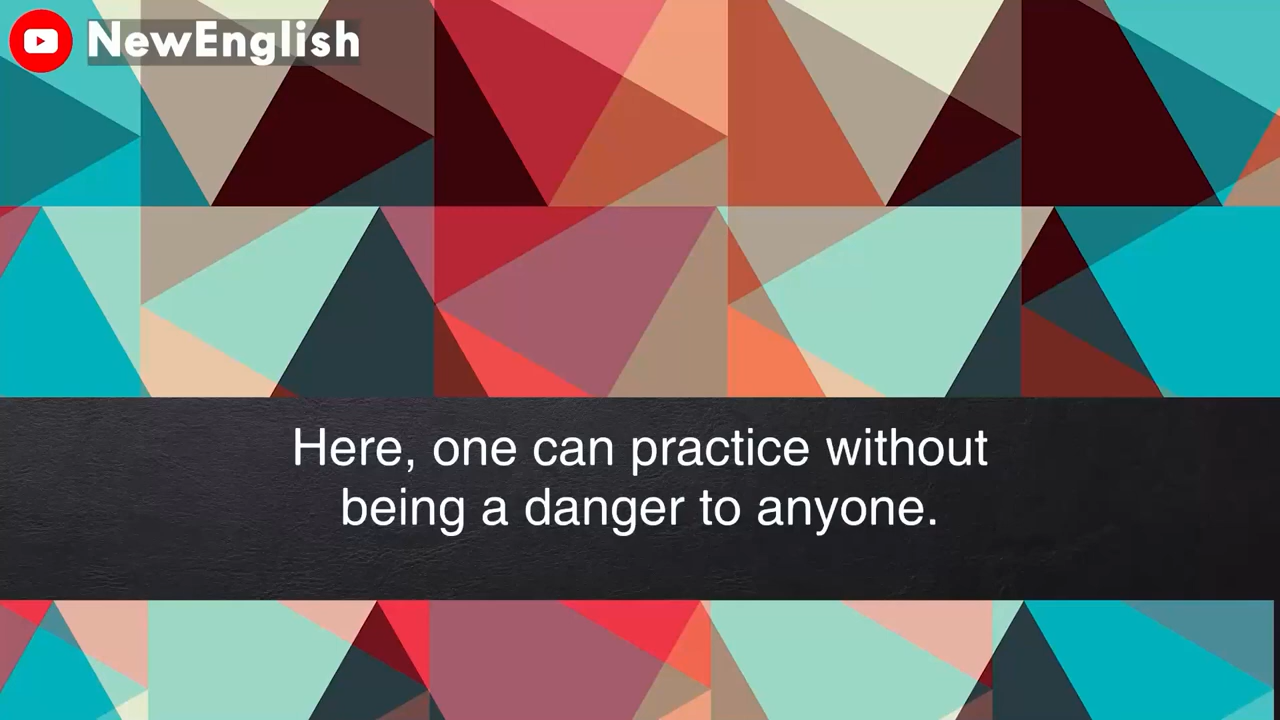 NewEnglish
Here, one can practice without
being a danger to anyone.